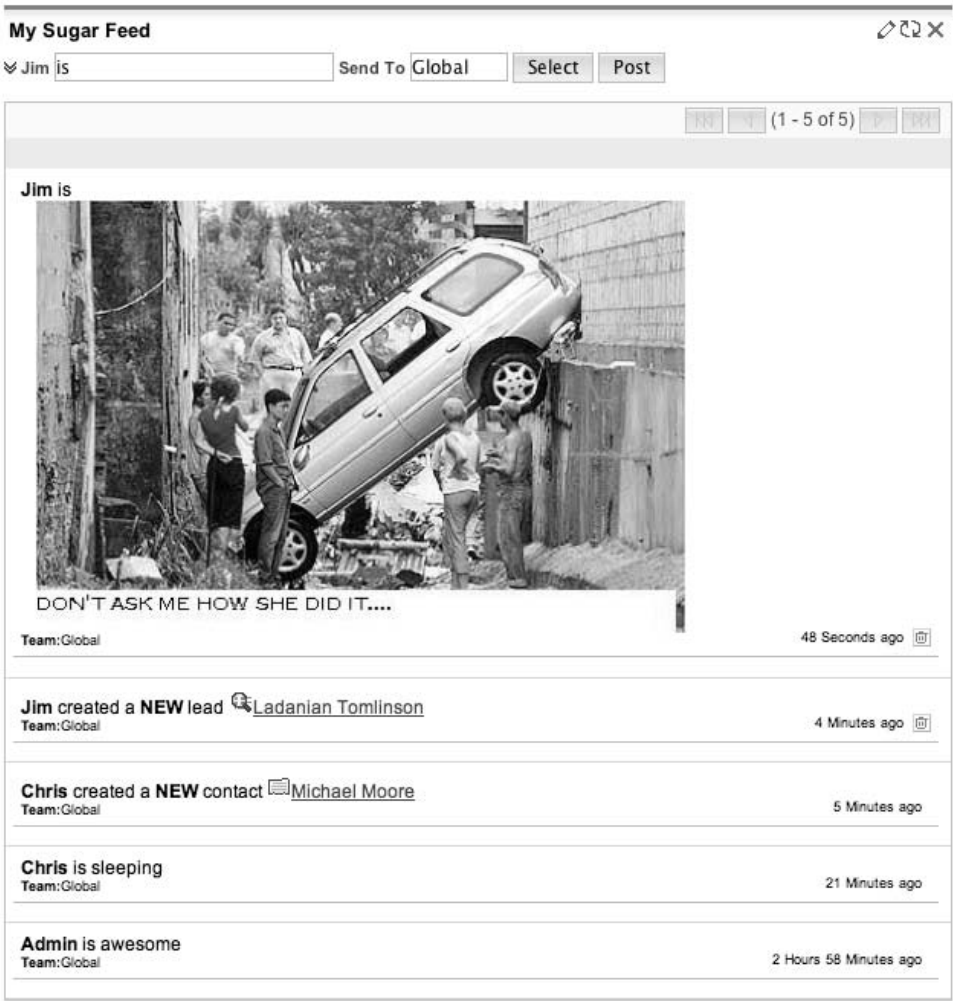 My Sugar Feed
Jim is Send To Global Select Post
(1 - 5 of 5)
Jim is
DON'T ASK ME HOW SHE DID IT....
Team:Global 48 Seconds ago
Jim created a NEW lead Ladanian Tomlinson
Team:Global 4 Minutes ago
Chris created a NEW contact Michael Moore
Team:Global 5 Minutes ago
Chris is sleeping
Team:Global 21 Minutes ago
Admin is awesome
Team:Global 2 Hours 58 Minutes ago